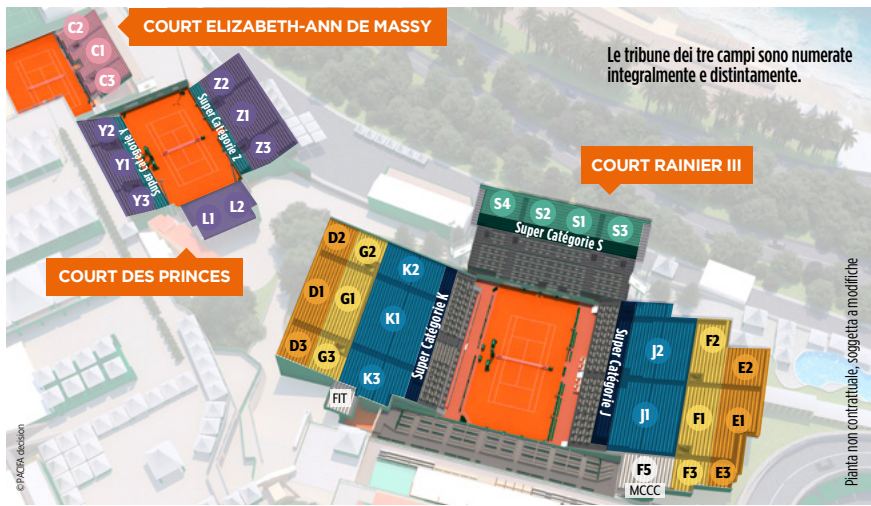 COURT ELIZABETH-ANN DE MASSY
C2
C1
C3
Le tribune dei tre campi sono numerate
integralmente e distintamente.
Z2
Z1
Z3
Super Catégorie Z
Y2
Y1
Y3
Super Catégorie Y
L1
L2
COURT DES PRINCES
COURT RAINIER III
S4
S2
S1
S3
Super Catégorie S
D2
D1
D3
G2
G1
G3
K2
K1
K3
Super Catégorie K
FIT
Super Catégorie J
J2
J1
F2
F1
F3
F5
MCCC
E2
E1
E3
Pianta non contrattuale, soggetta a modifiche
© PACIFA decision